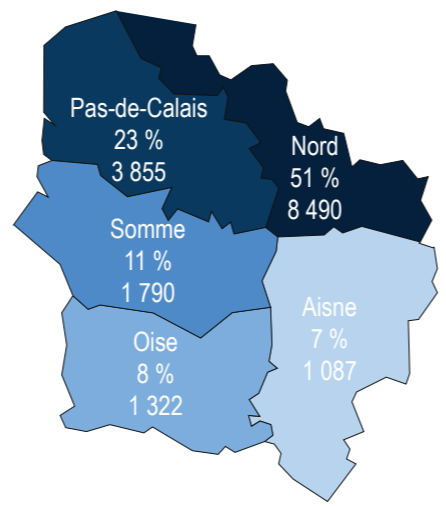 Pas-de-Calais
23 %
3 855
Nord
51 %
8 490
Somme
11 %
1 790
Aisne
7 %
1 087
Oise
8 %
1 322